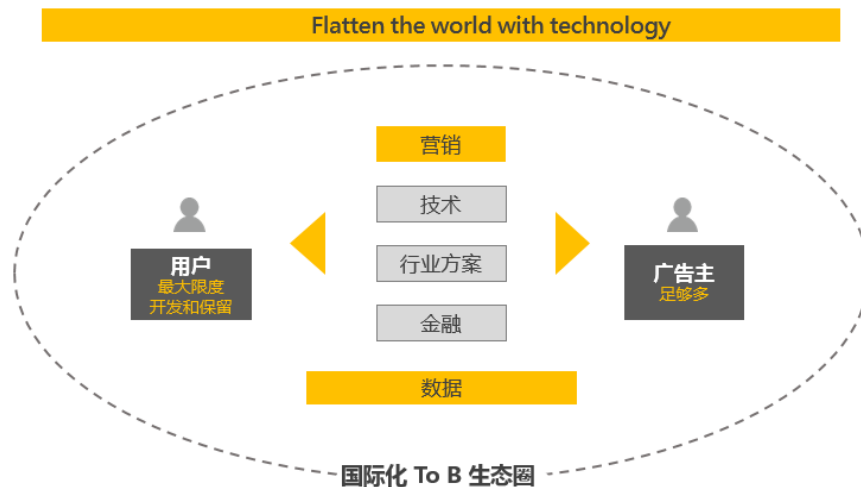 Flatten the world with technology
营销
技术
用户
最大限度
开发和保留
行业方案
广告主
足够多
金融
数据
国际化 To B 生态圈